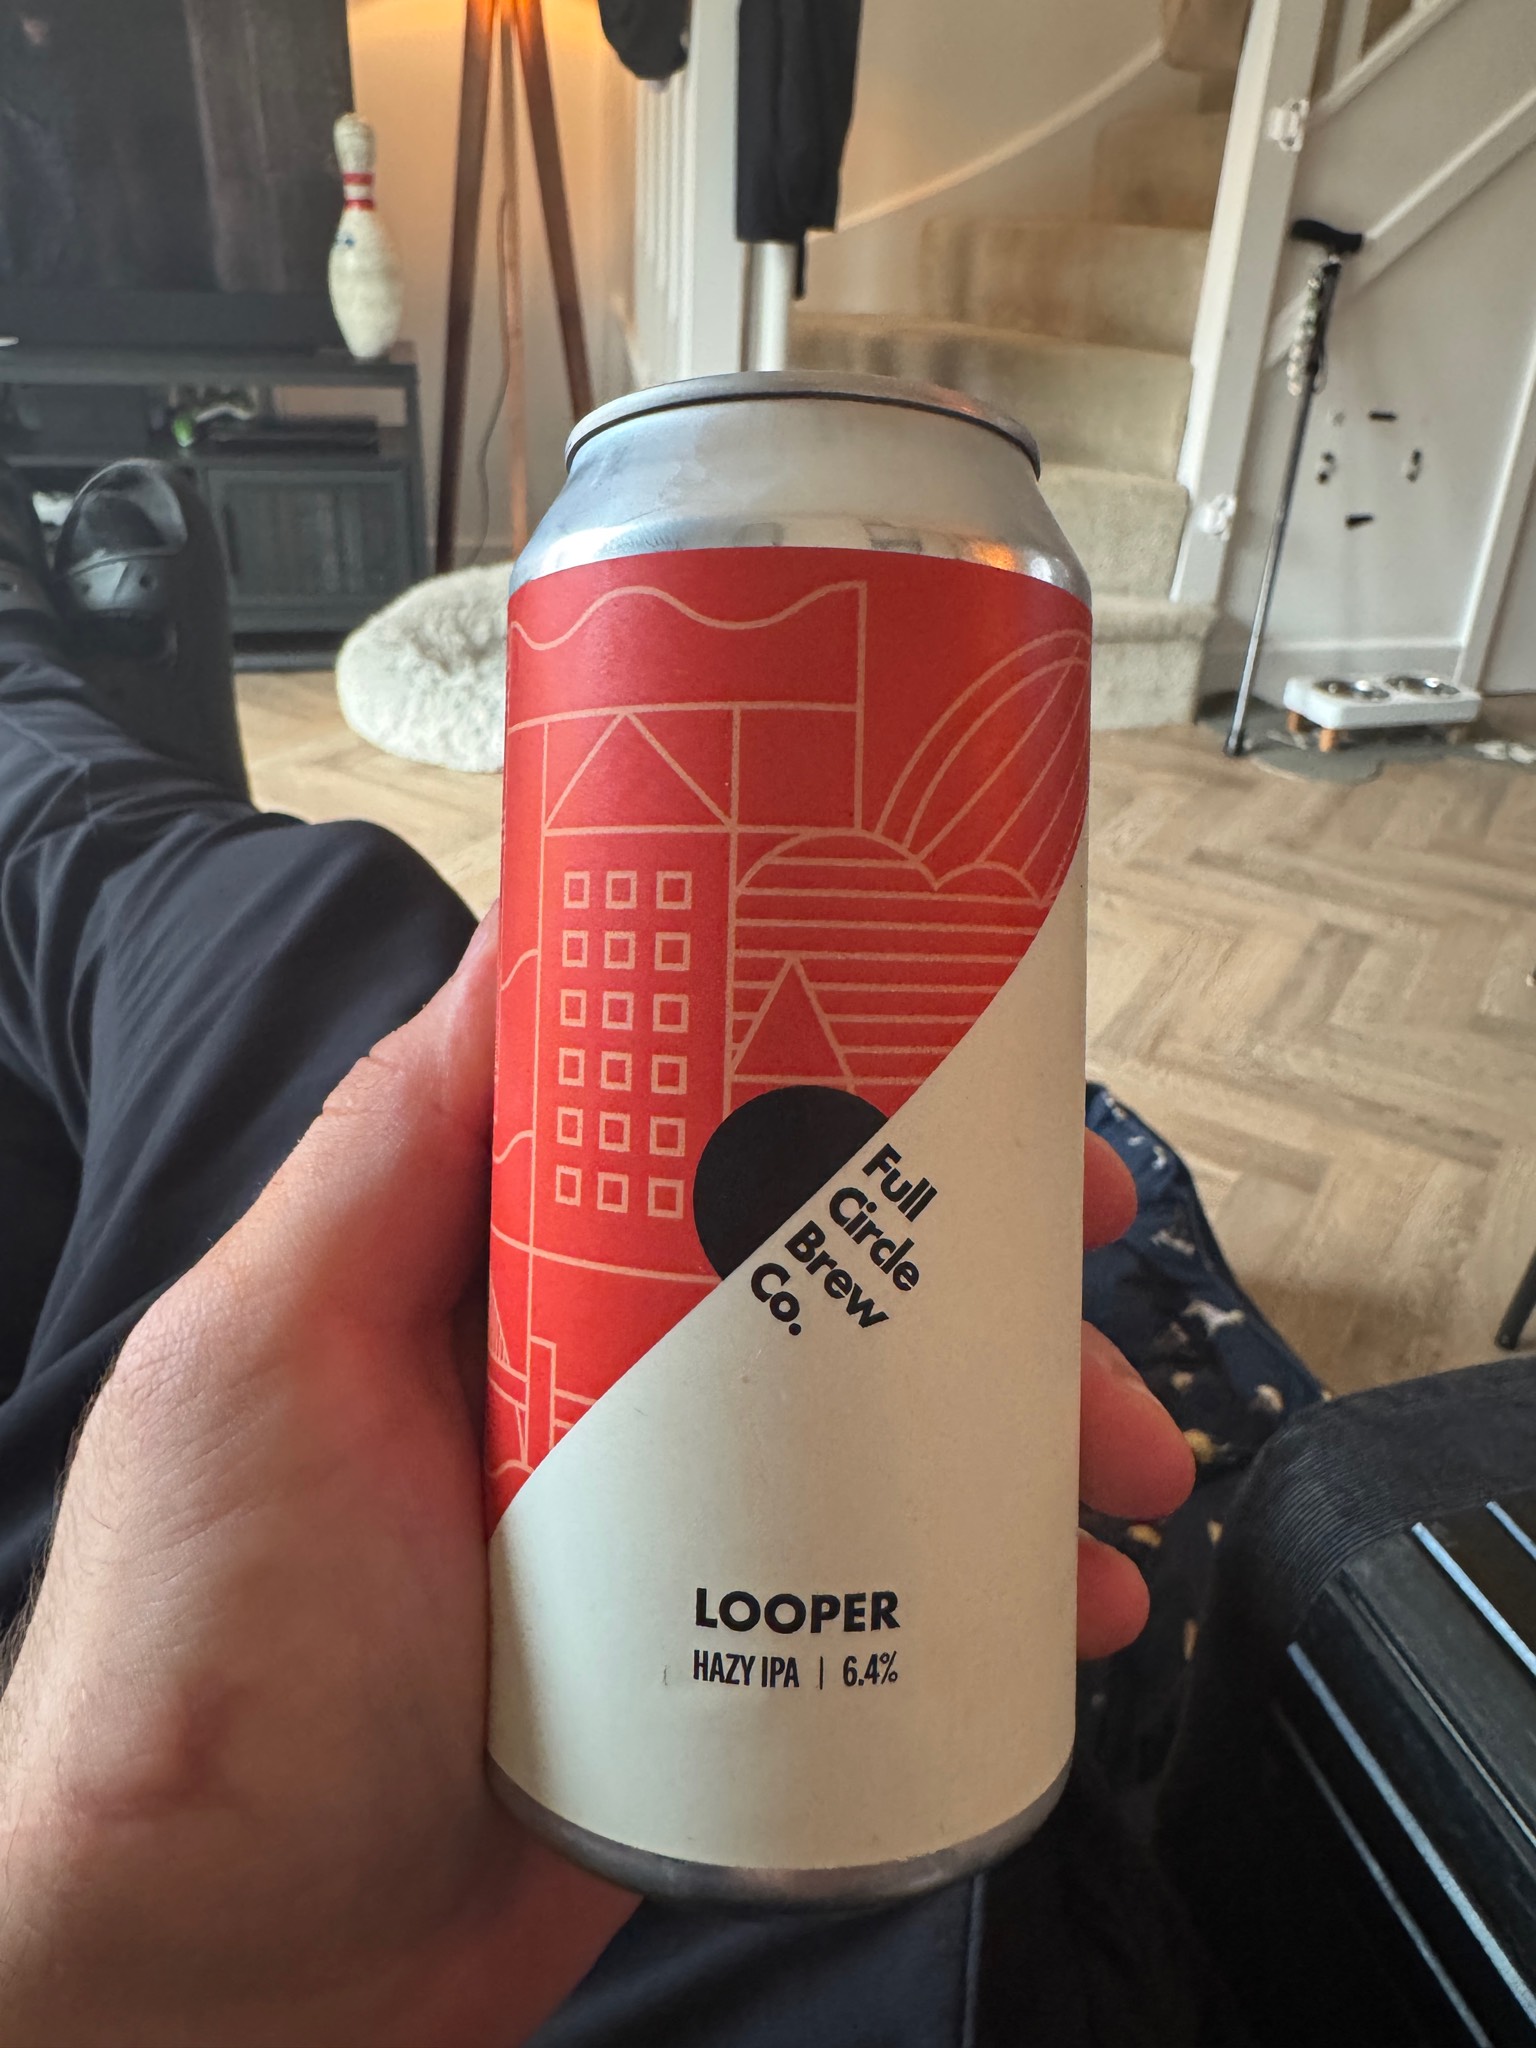 Full
Circle
Brew
Co.
LOOPER
HAZY IPA | 6.4%